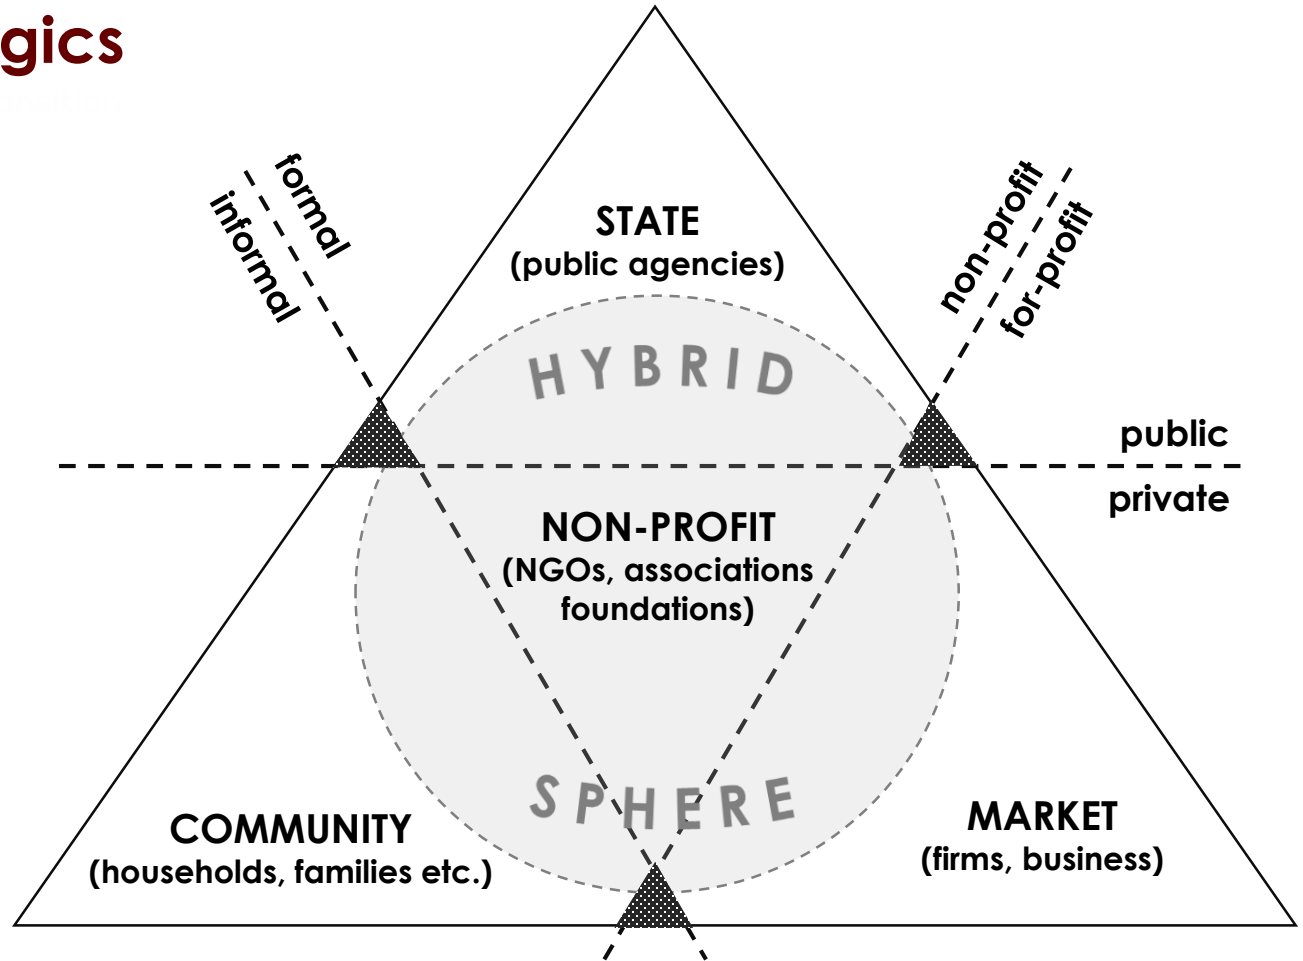 gics
formal
informal
non-profit
for-profit
STATE
(public agencies)
HYBRID
public
private
NON-PROFIT
(NGOs, associations
foundations)
SPHERE
COMMUNITY
(households, families etc.)
MARKET
(firms, business)